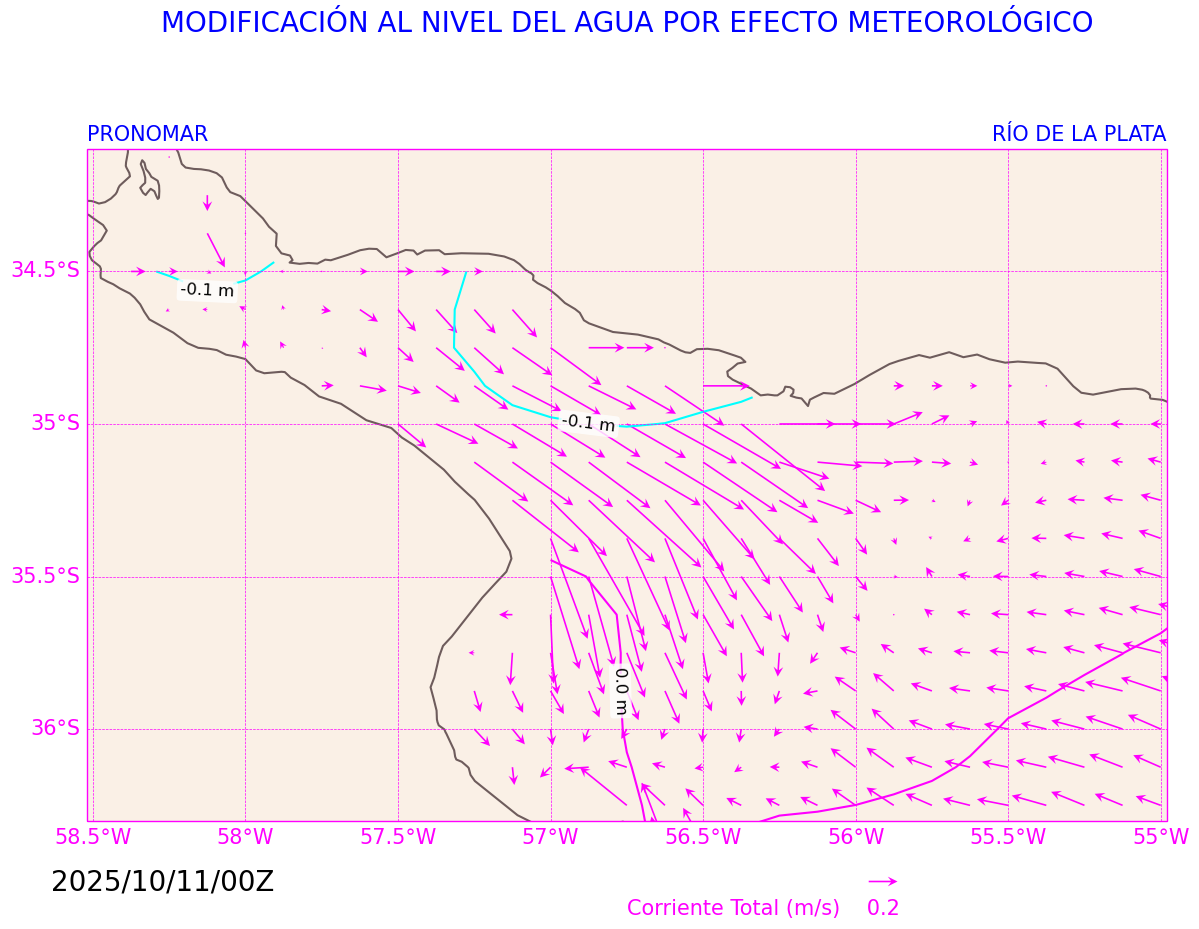 MODIFICACIÓN AL NIVEL DEL AGUA POR EFECTO METEOROLÓGICO
PRONOMAR
RÍO DE LA PLATA
34.5°S
-0.1 m
35°S
-0.1 m
35.5°S
0.0 m
36°S
58.5°W 58°W 57.5°W 57°W 56.5°W 56°W 55.5°W 55°W
2025/10/11/00Z
Corriente Total (m/s) 0.2